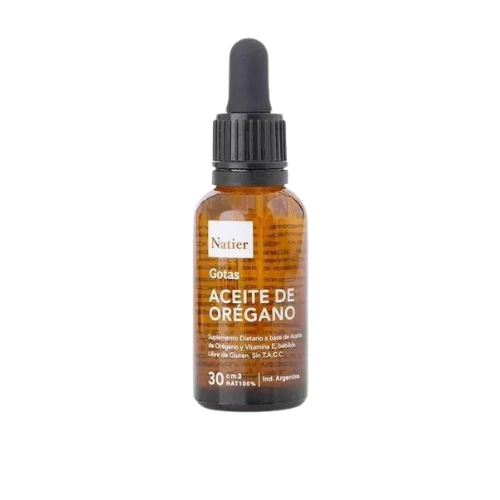 Natier
Gotas
ACEITE DE
ORÉGANO
Suplemento Dietario a base de Aceite
de Orégano y Vitamina E, bebible
Libre de Gluten. Sin T.A.C.C.
30 cm3
NAT100%
Ind. Argentina